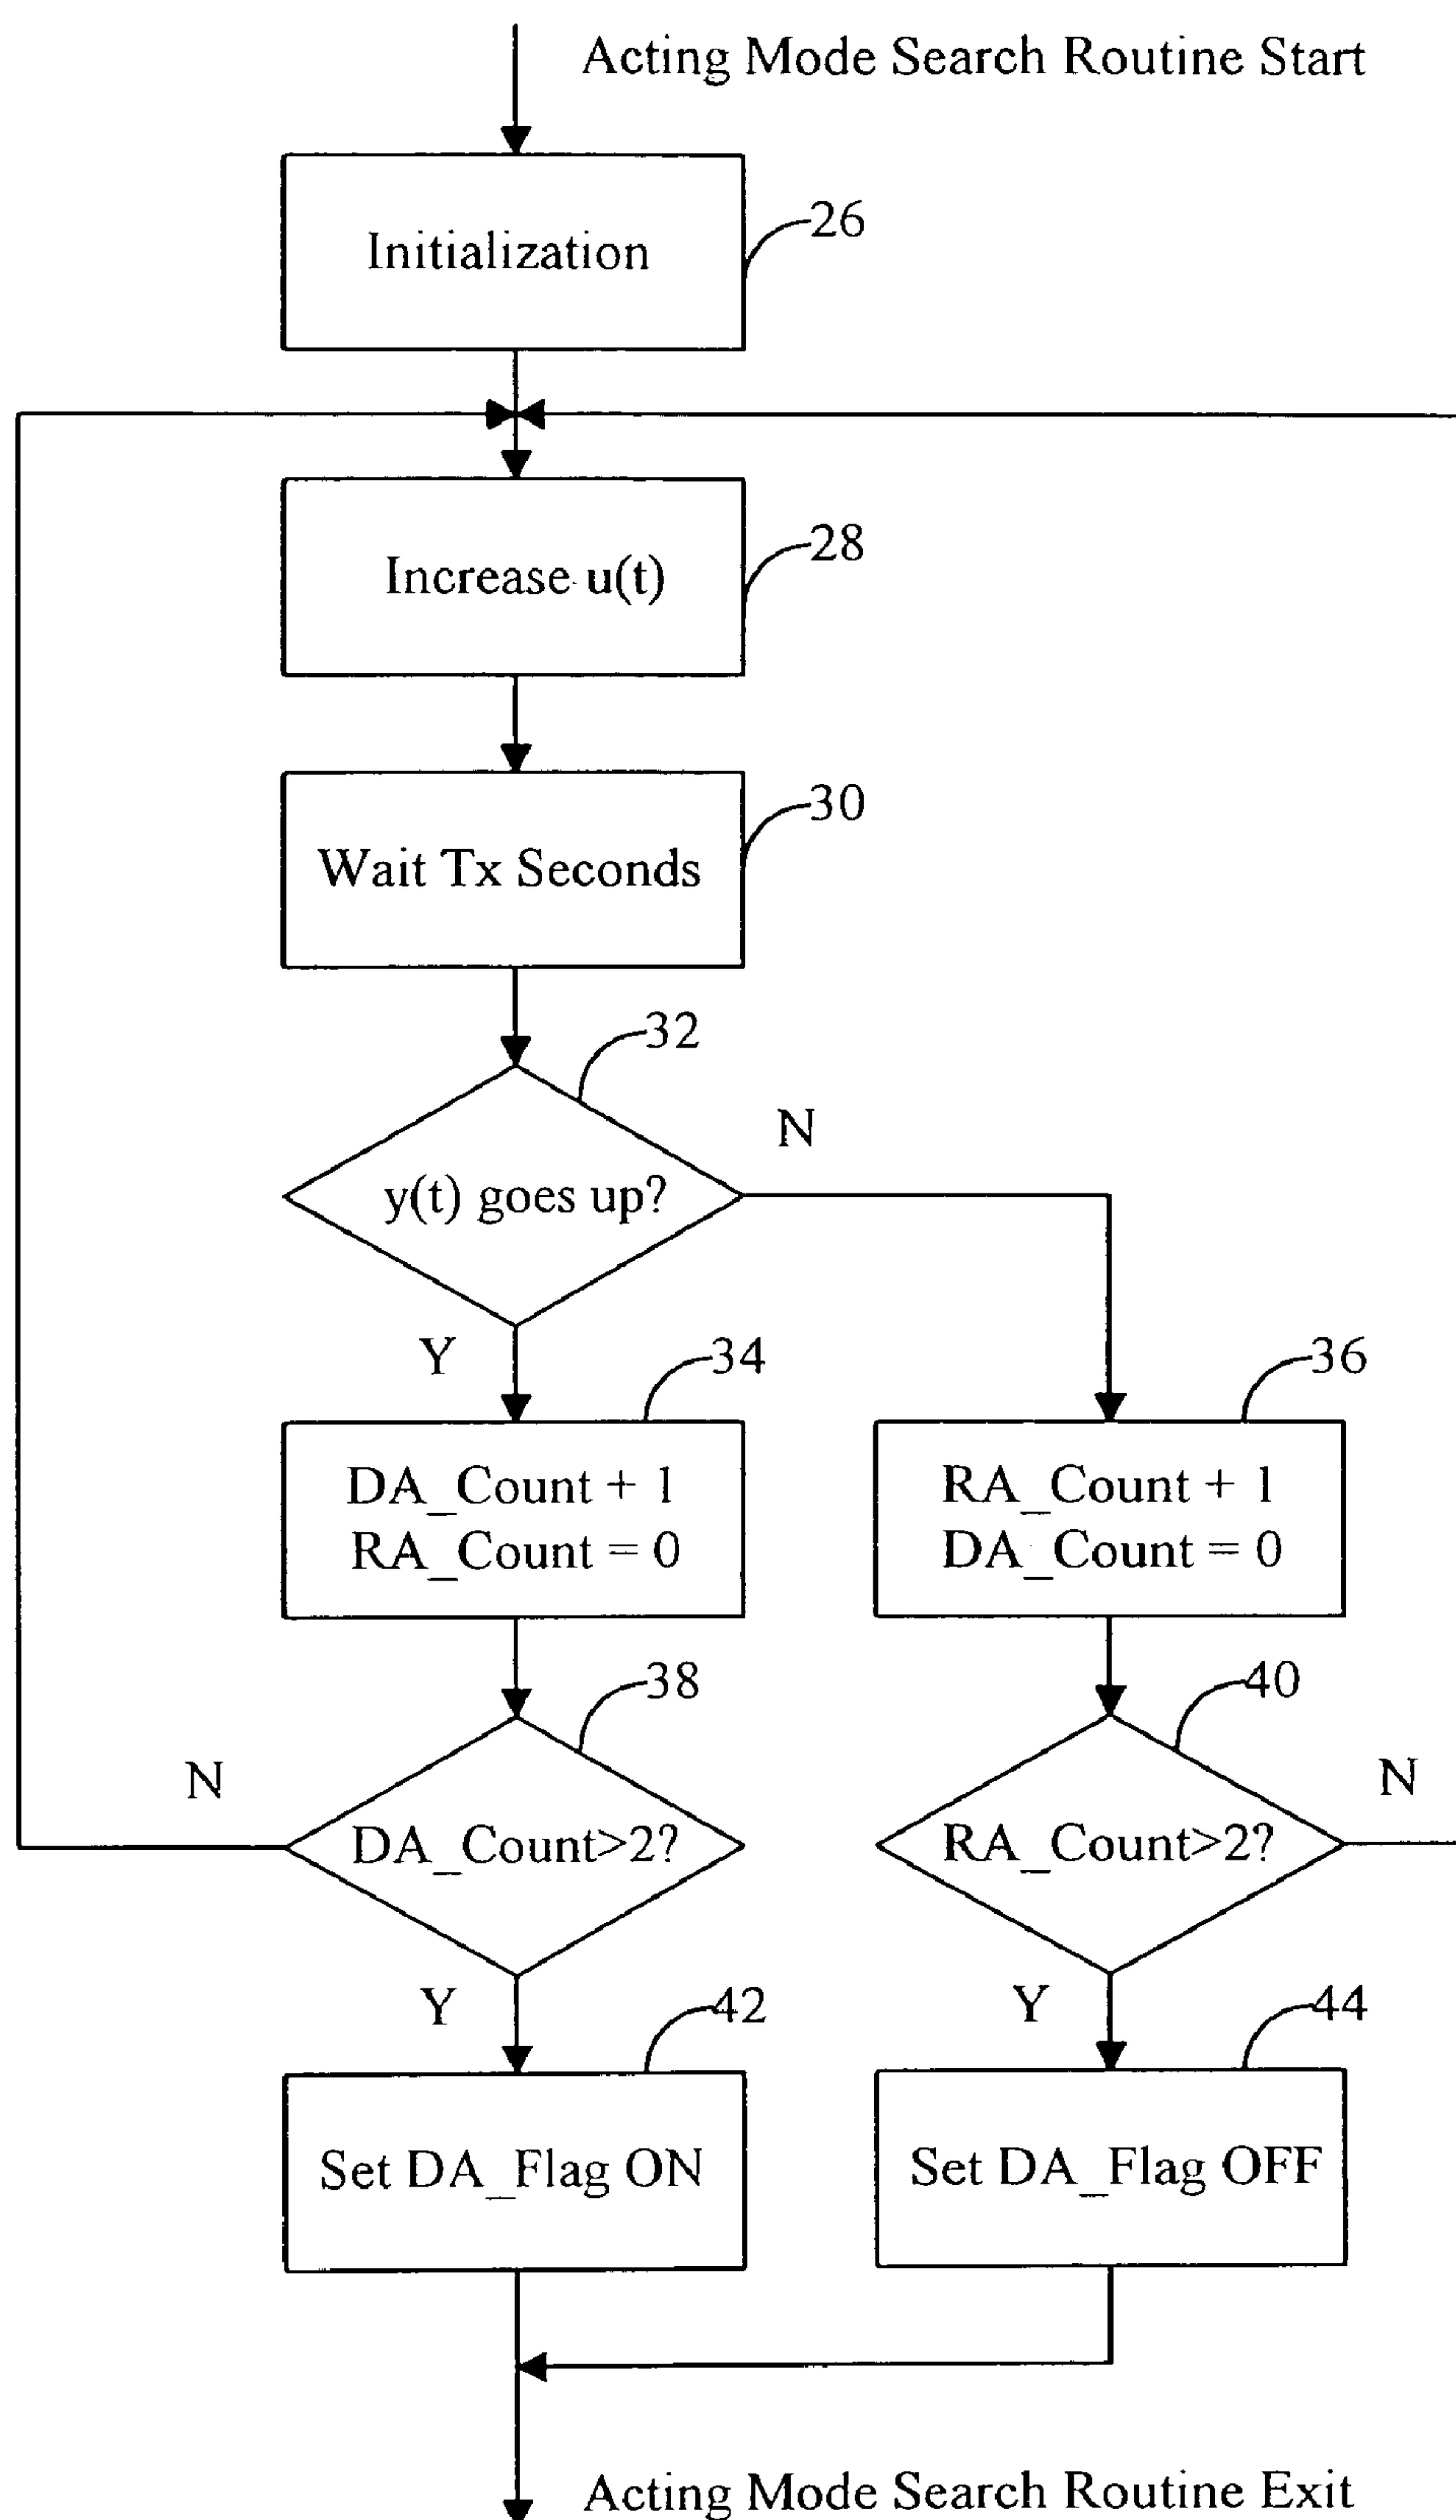 Acting Mode Search Routine Start
Initialization
26
Increase u(t)
28
Wait Tx Seconds
30
32
y(t) goes up?
N
Y
34
DA_Count + 1
RA_Count = 0
36
RA_Count + 1
DA_Count = 0
38
DA_Count>2?
N
40
RA_Count>2?
N
Y
42
Set DA_Flag ON
Y
44
Set DA_Flag OFF
Acting Mode Search Routine Exit